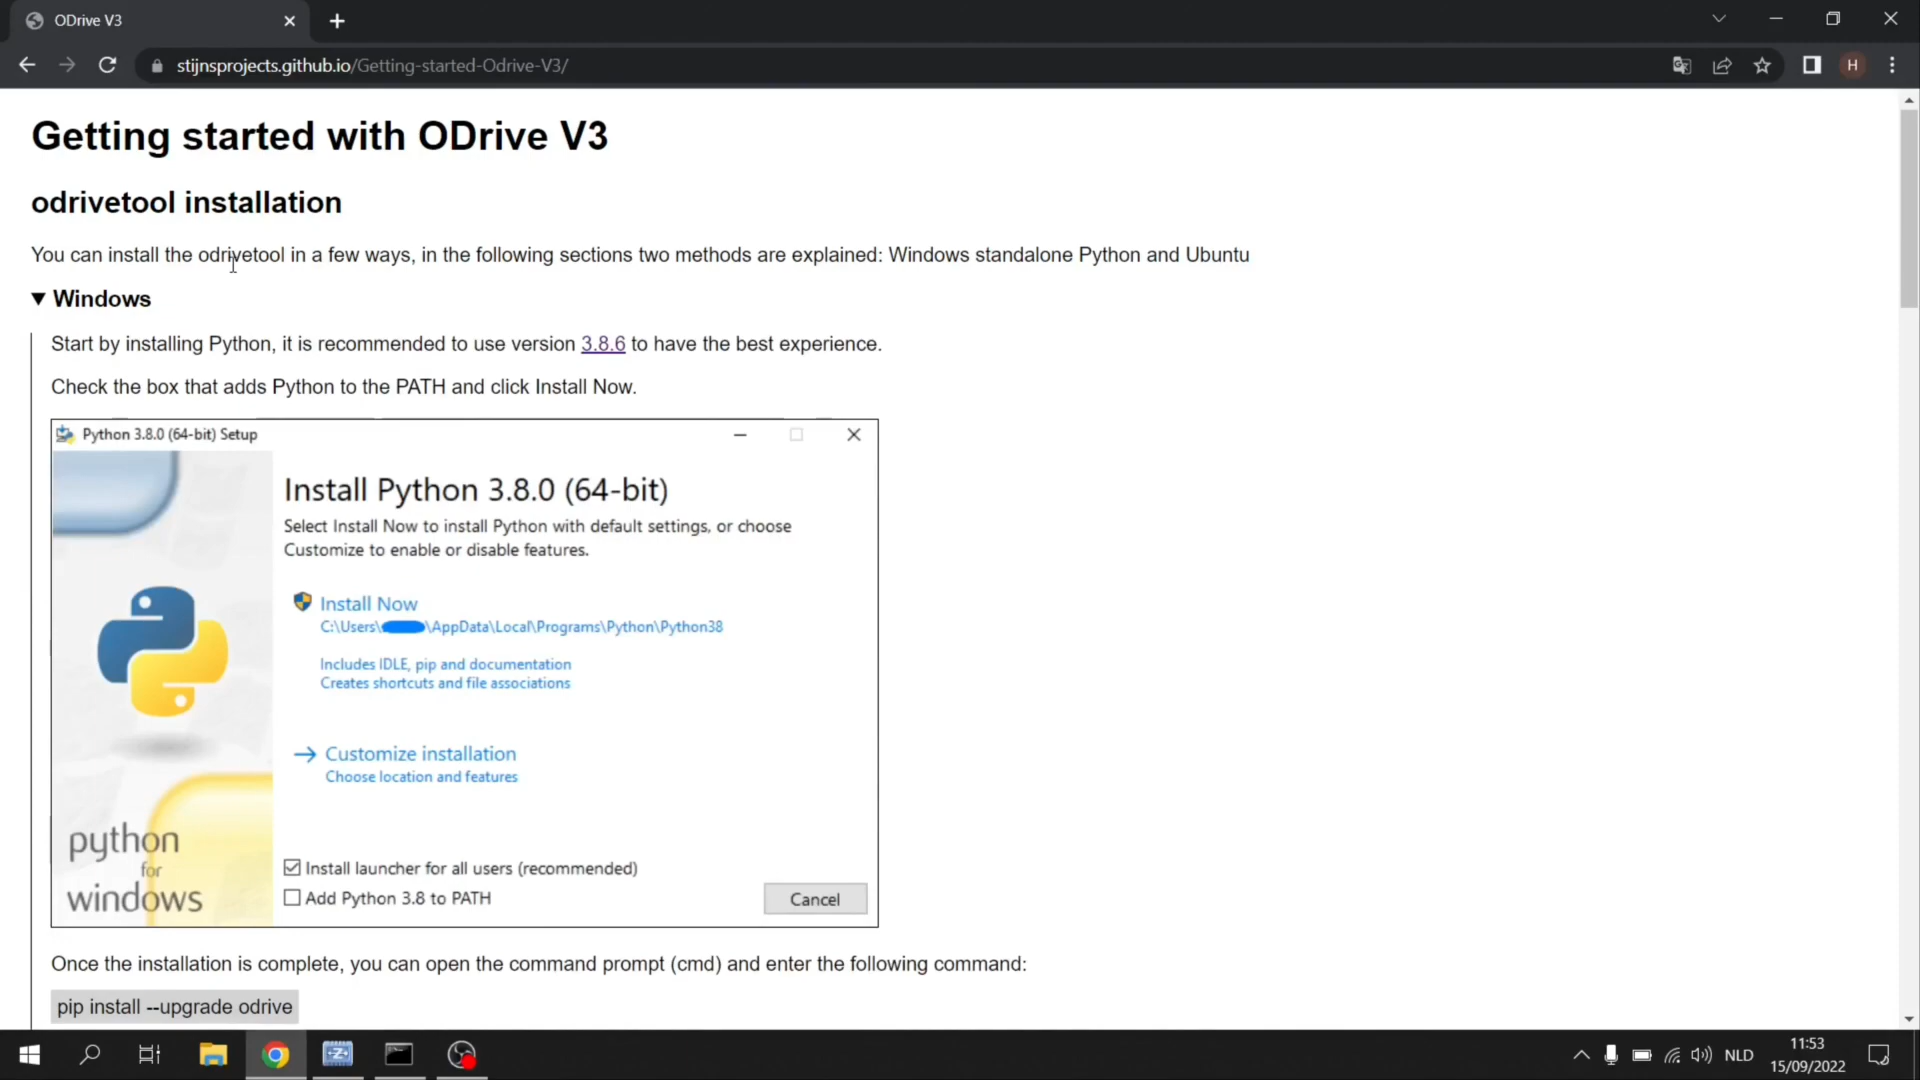 ODrive V3
stijnsprojects.github.io/Getting-started-Odrive-V3/
H
Getting started with ODrive V3
odrivetool installation
You can install the odrivetool in a few ways, in the following sections two methods are explained: Windows standalone Python and Ubuntu
Windows
Start by installing Python, it is recommended to use version 3.8.6 to have the best experience.
Check the box that adds Python to the PATH and click Install Now.
Python 3.8.0 (64-bit) Setup
Install Python 3.8.0 (64-bit)
Select Install Now to install Python with default settings, or choose
Customize to enable or disable features.
Install Now
C:\Users\ \AppData\Local\Programs\Python\Python38
Includes IDLE, pip and documentation
Creates shortcuts and file associations
Customize installation
Choose location and features
python
for
windows
Install launcher for all users (recommended)
Add Python 3.8 to PATH
Cancel
Once the installation is complete, you can open the command prompt (cmd) and enter the following command:
pip install --upgrade odrive
NLD
11:53
15/09/2022